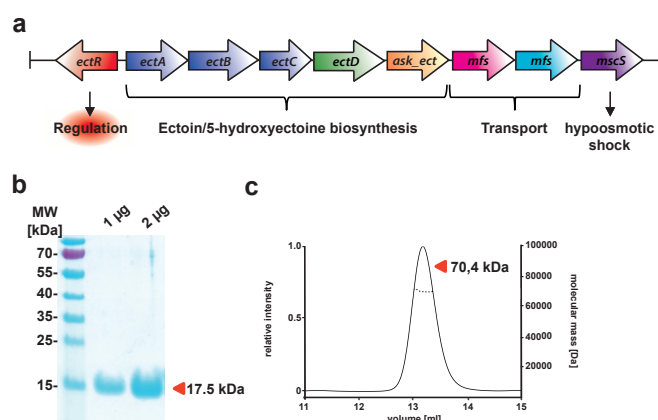 a
ectR ectA ectB ectC ectD ask_ect mfs mfs mscS
Regulation Ectoin/5-hydroxyectoine biosynthesis Transport hypoosmotic
shock
b
MW
[kDa]
1 µg 2 µg
70-
55-
40-
35-
25-
15-
17.5 kDa
c
1.0
0.5
0
relative intensity
70,4 kDa
100000
80000
60000
40000
20000
molecular mass [Da]
11 12 13 14 15
volume [ml]